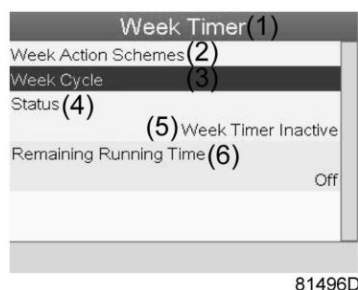 Week Timer(1)
Week Action Schemes(2)
Week Cycle (3)
Status(4)
(5)Week Timer Inactive
Remaining Running Time(6)
Off
81496D